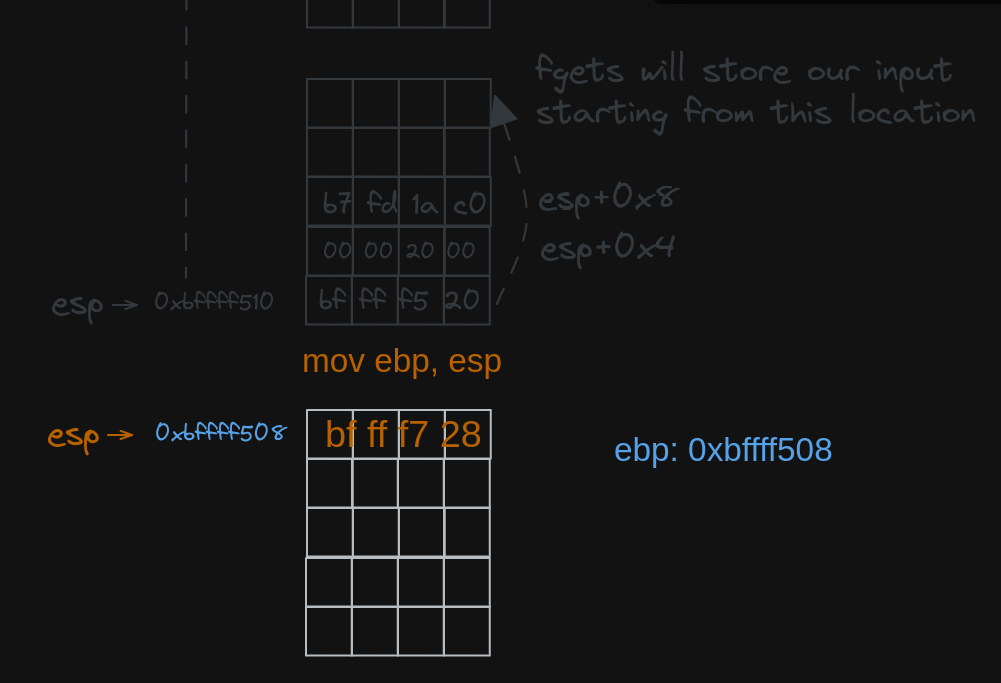 fgets will store our input
starting from this location
b7 fd 1a c0
esp+0x8
00 00 20 00
esp+0x4
esp → 0xbffff510
bf ff f5 20
mov ebp, esp
esp → 0xbffff508
bf ff f7 28
ebp: 0xbffff508